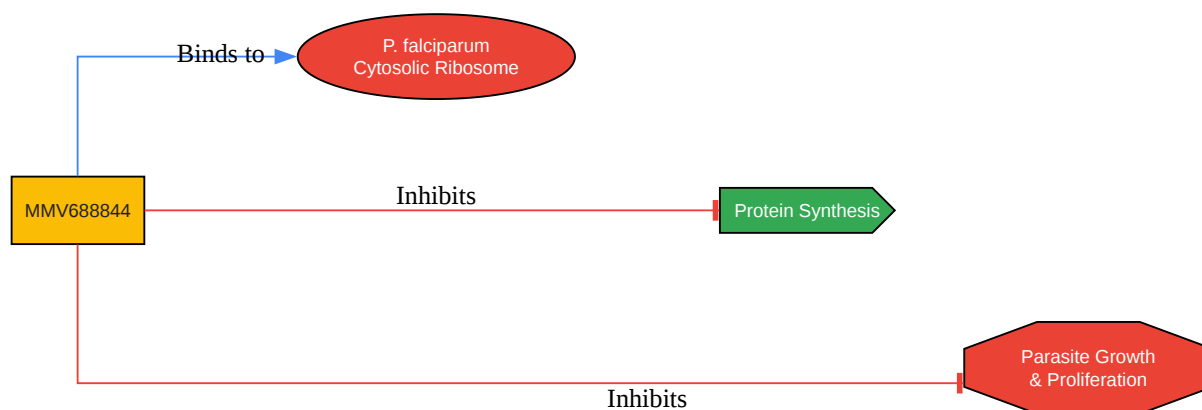 P. falciparum
Cytosolic Ribosome
Binds to
MMV688844
Inhibits
Protein Synthesis
Parasite Growth
& Proliferation
Inhibits